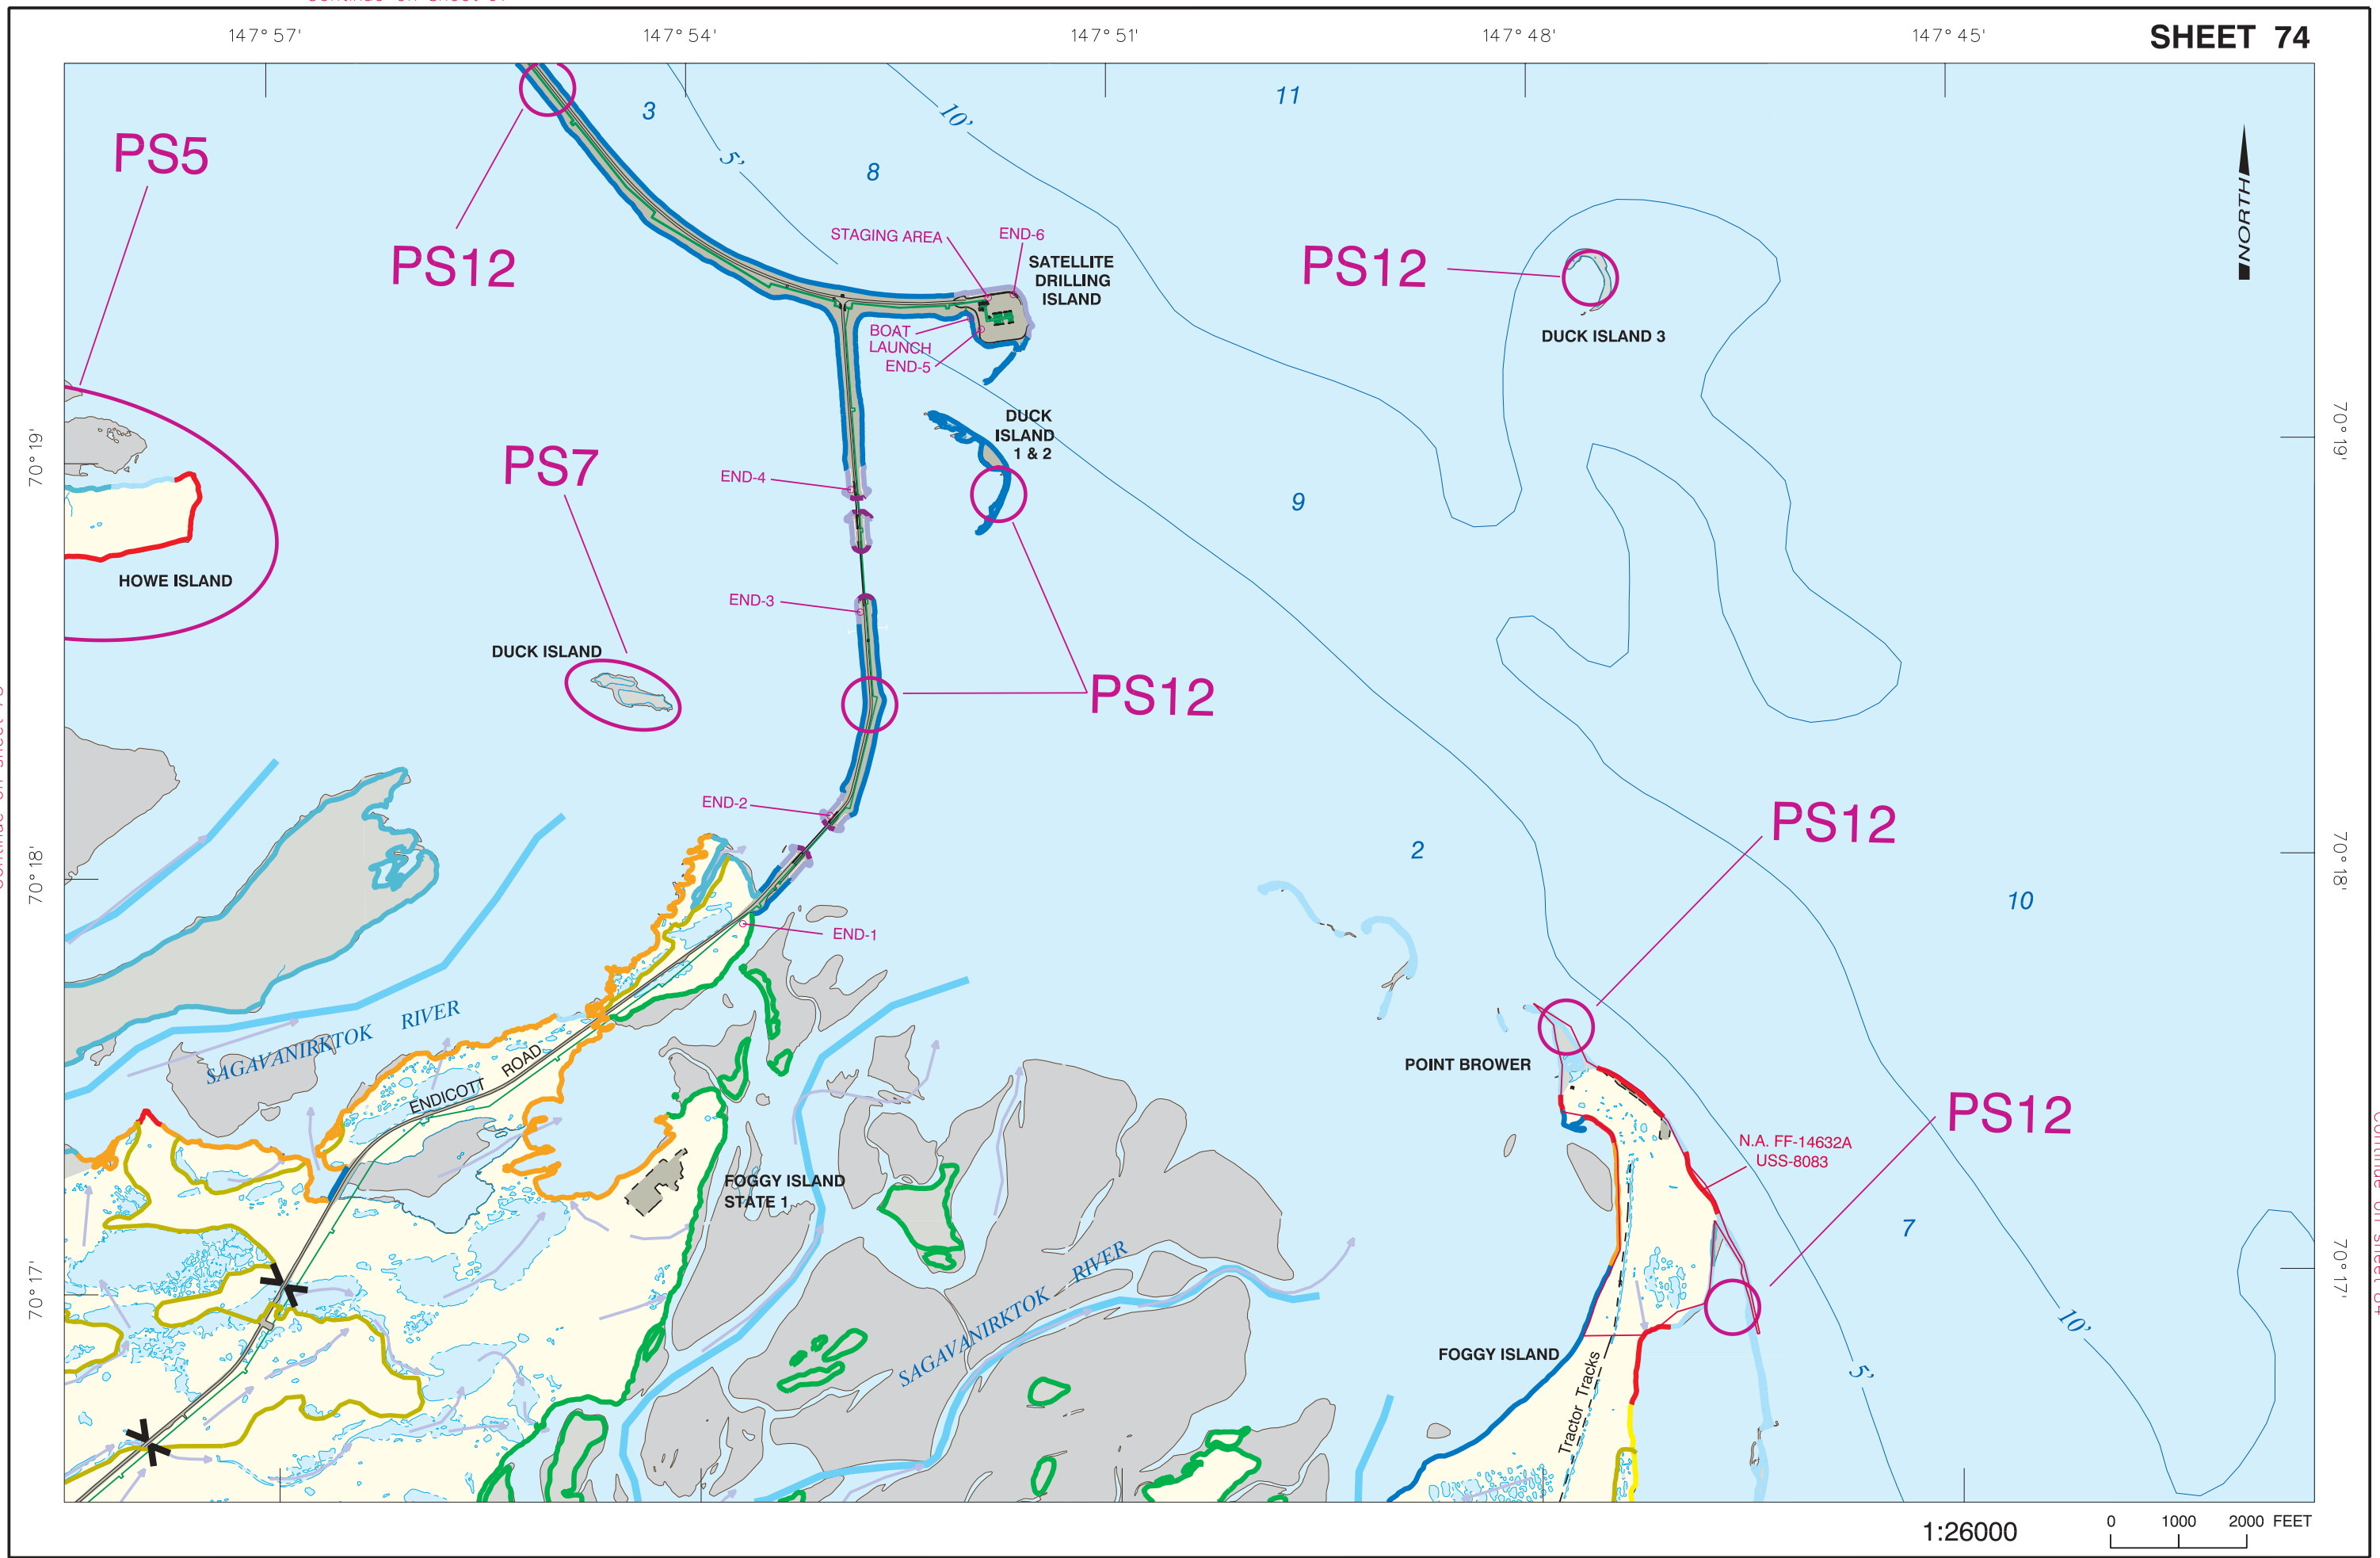 147° 57'
147° 54'
147° 51'
147° 48'
147° 45'
SHEET 74
3
10'
11
5'
8
NORTH
PS5
PS12
STAGING AREA
END-6
SATELLITE
DRILLING
ISLAND
PS12
BOAT
LAUNCH
END-5
DUCK ISLAND 3
70° 19'
DUCK
ISLAND
1 & 2
70° 19'
PS7
END-4
9
HOWE ISLAND
END-3
DUCK ISLAND
PS12
END-2
PS12
70° 18'
2
70° 18'
10
END-1
SAGAVANIRKTOK RIVER
ENDICOTT ROAD
POINT BROWER
PS12
N.A. FF-14632A
USS-8083
FOGGY ISLAND
STATE 1
7
70° 17'
SAGAVANIRKTOK RIVER
70° 17'
10'
FOGGY ISLAND
5'
Tractor Tracks
1:26000
0 1000 2000 FEET